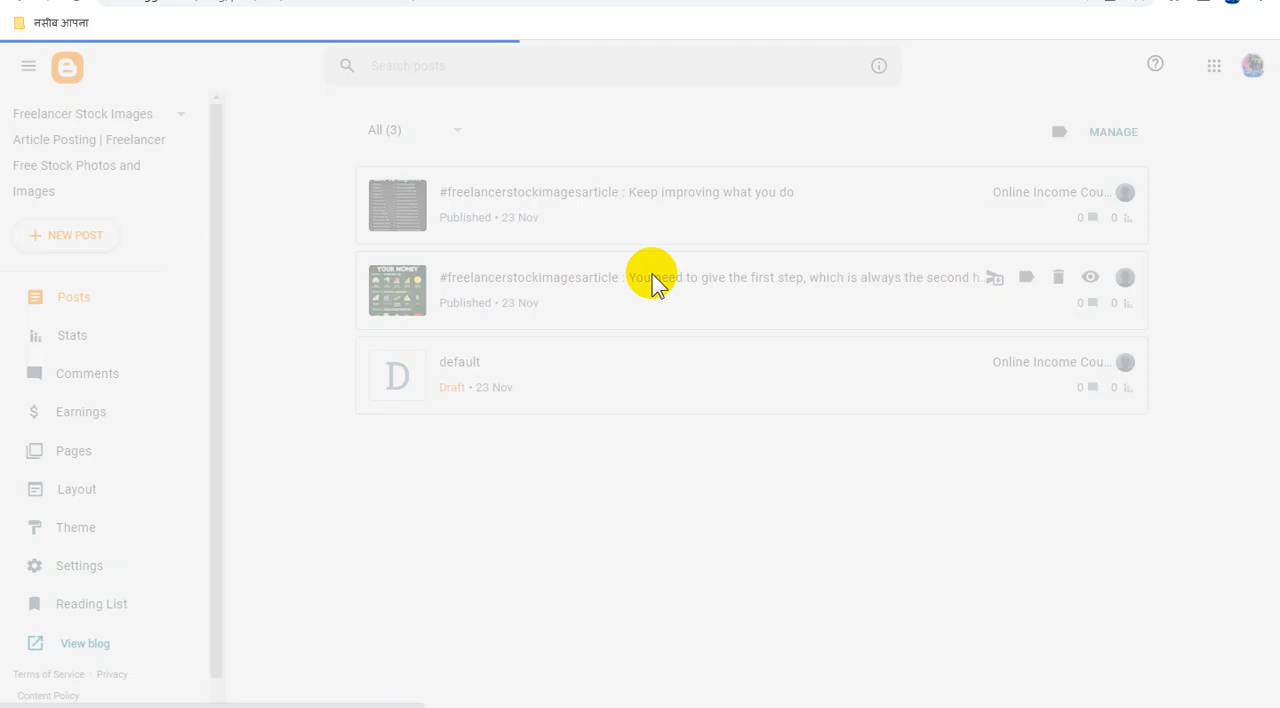 नसीब आपना
Search posts
Freelancer Stock Images
Article Posting | Freelancer
Free Stock Photos and
Images
NEW POST
Posts
Stats
Comments
Earnings
Pages
Layout
Theme
Settings
Reading List
View blog
Terms of Service · Privacy
Content Policy
All (3)
MANAGE
#freelancerstockimagesarticle : Keep improving what you do
Online Income Cou...
Published • 23 Nov
0 0
YOUR MONEY
#freelancerstockimagesarticle : You need to give the first step, which is always the second h...
Published • 23 Nov
0 0
D
default
Online Income Cou...
Draft • 23 Nov
0 0